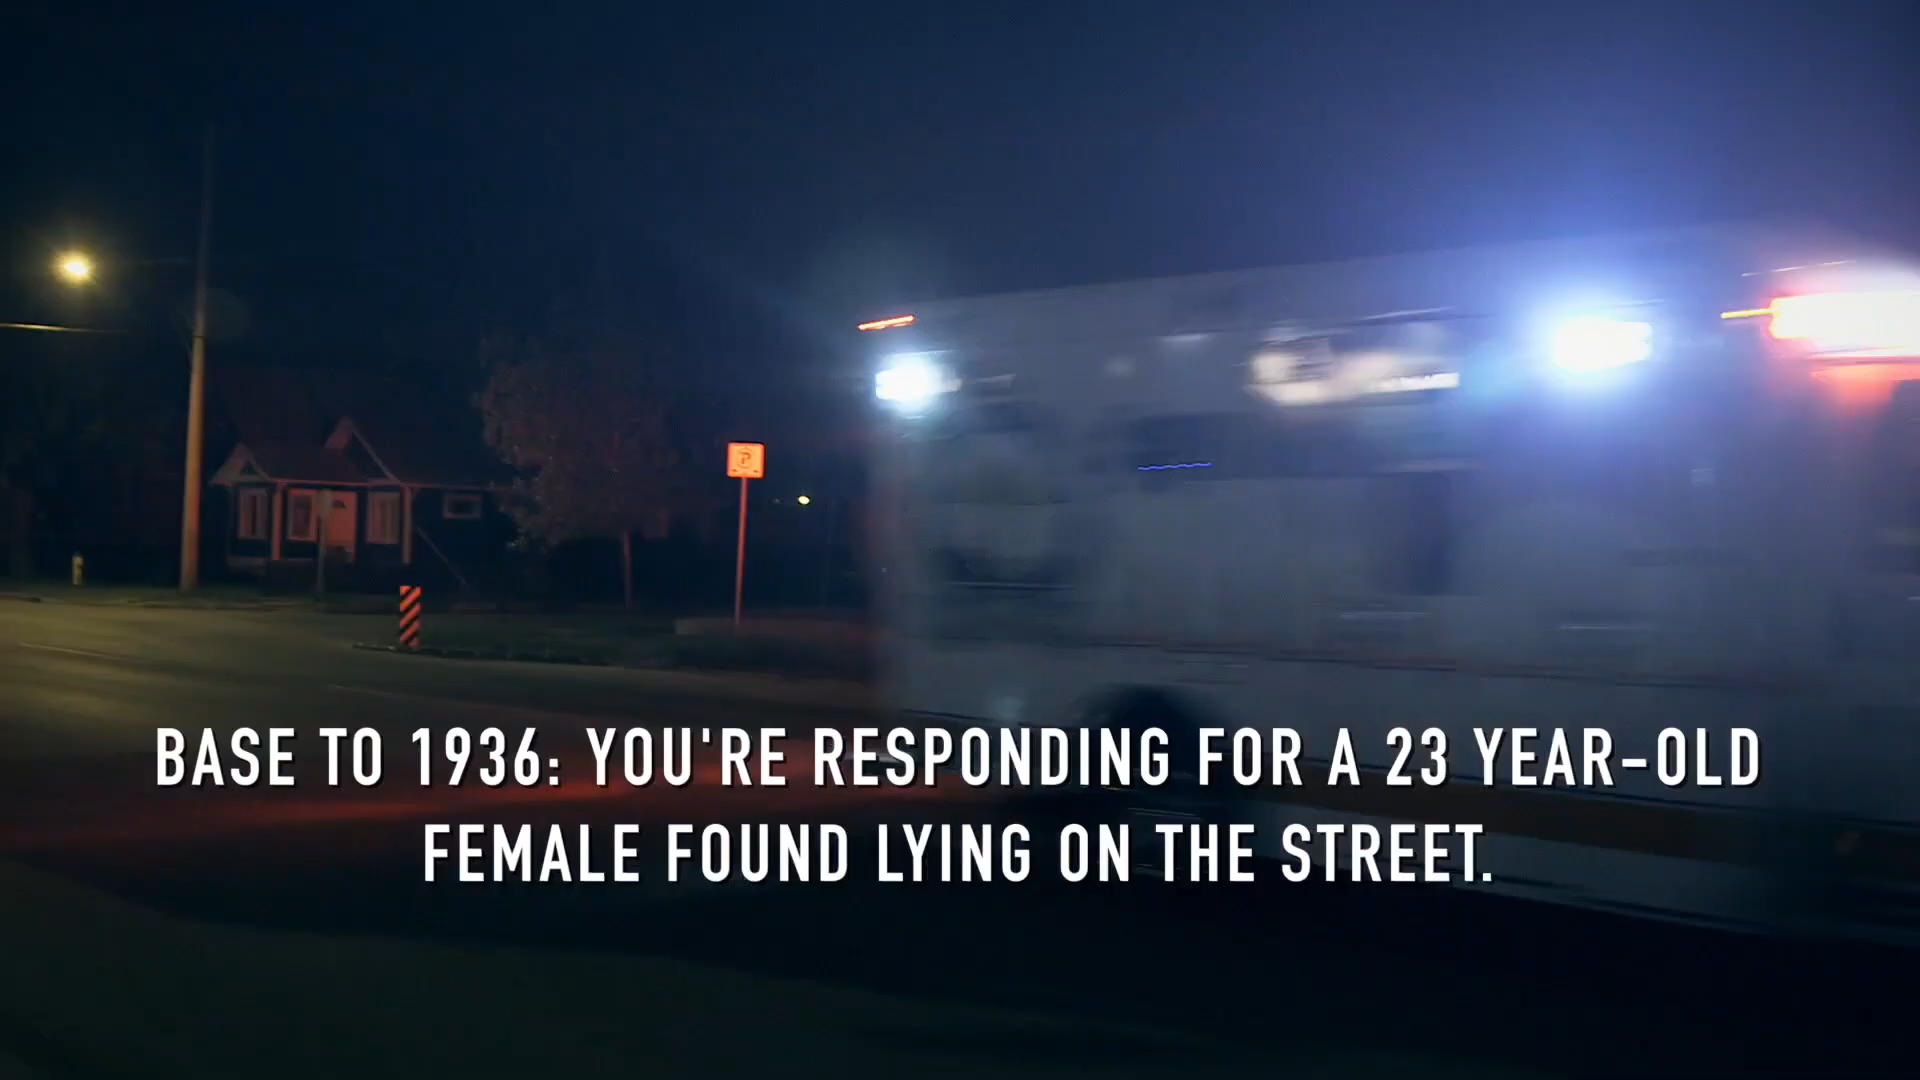 BASE TO 1936: YOU'RE RESPONDING FOR A 23 YEAR-OLD
FEMALE FOUND LYING ON THE STREET.